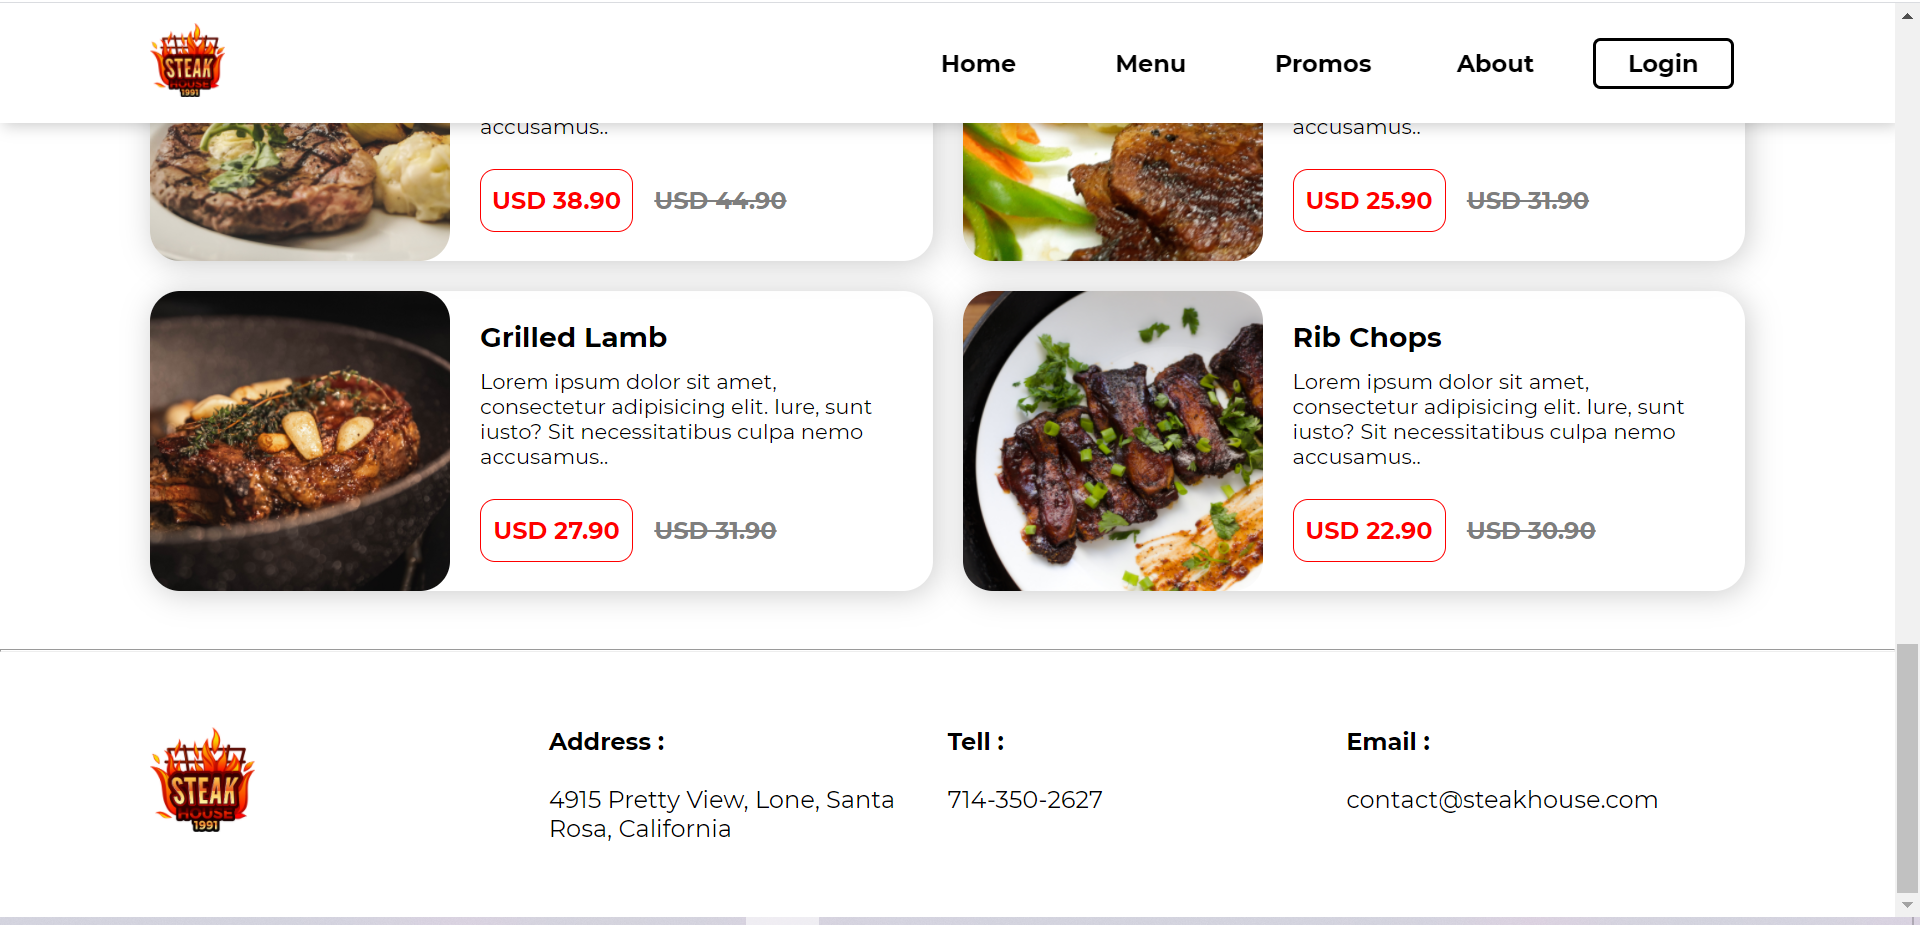 STEAK
HOUSE
1991
Home
Menu
Promos
About
Login
accusamus..
USD 38.90
USD 44.90
accusamus..
USD 25.90
USD 31.90
Grilled Lamb
Lorem ipsum dolor sit amet,
consectetur adipisicing elit. Iure, sunt
iusto? Sit necessitatibus culpa nemo
accusamus..
USD 27.90
USD 31.90
Rib Chops
Lorem ipsum dolor sit amet,
consectetur adipisicing elit. Iure, sunt
iusto? Sit necessitatibus culpa nemo
accusamus..
USD 22.90
USD 30.90
STEAK
HOUSE
1991
Address :
4915 Pretty View, Lone, Santa
Rosa, California
Tell :
714-350-2627
Email :
contact@steakhouse.com